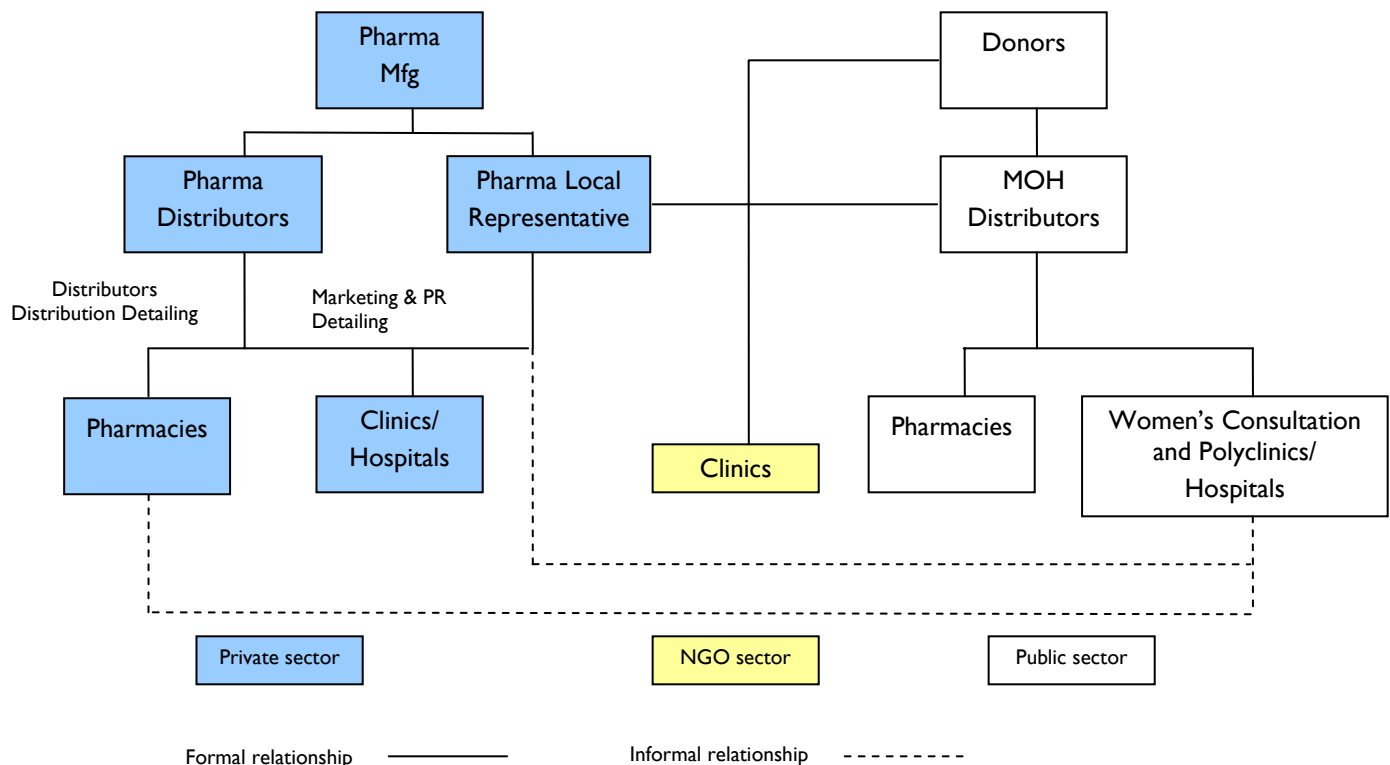 Pharma
Mfg
Donors
Pharma
Distributors
Pharma Local
Representative
MOH
Distributors
Distributors
Distribution Detailing
Marketing & PR
Detailing
Pharmacies
Clinics/
Hospitals
Clinics
Pharmacies
Women’s Consultation
and Polyclinics/
Hospitals
Private sector
NGO sector
Public sector
Formal relationship
Informal relationship